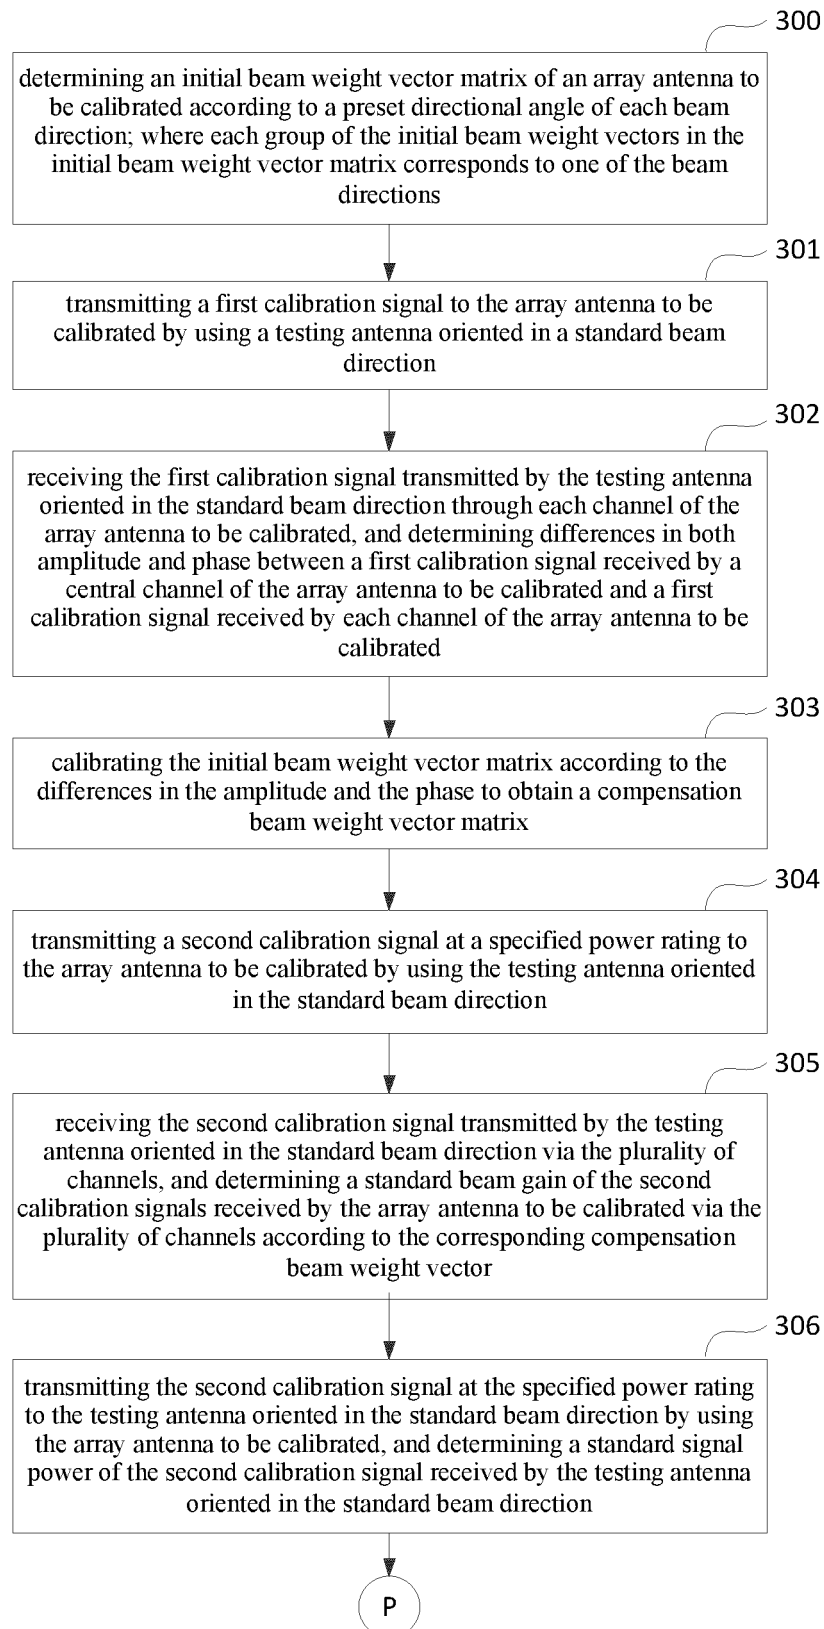 300
determining an initial beam weight vector matrix of an array antenna to
be calibrated according to a preset directional angle of each beam
direction; where each group of the initial beam weight vectors in the
initial beam weight vector matrix corresponds to one of the beam
directions
301
transmitting a first calibration signal to the array antenna to be
calibrated by using a testing antenna oriented in a standard beam
direction
302
receiving the first calibration signal transmitted by the testing antenna
oriented in the standard beam direction through each channel of the
array antenna to be calibrated, and determining differences in both
amplitude and phase between a first calibration signal received by a
central channel of the array antenna to be calibrated and a first
calibration signal received by each channel of the array antenna to be
calibrated
303
calibrating the initial beam weight vector matrix according to the
differences in the amplitude and the phase to obtain a compensation
beam weight vector matrix
304
transmitting a second calibration signal at a specified power rating to
the array antenna to be calibrated by using the testing antenna oriented
in the standard beam direction
305
receiving the second calibration signal transmitted by the testing
antenna oriented in the standard beam direction via the plurality of
channels, and determining a standard beam gain of the second
calibration signals received by the array antenna to be calibrated via the
plurality of channels according to the corresponding compensation
beam weight vector
306
transmitting the second calibration signal at the specified power rating
to the testing antenna oriented in the standard beam direction by using
the array antenna to be calibrated, and determining a standard signal
power of the second calibration signal received by the testing antenna
oriented in the standard beam direction
P